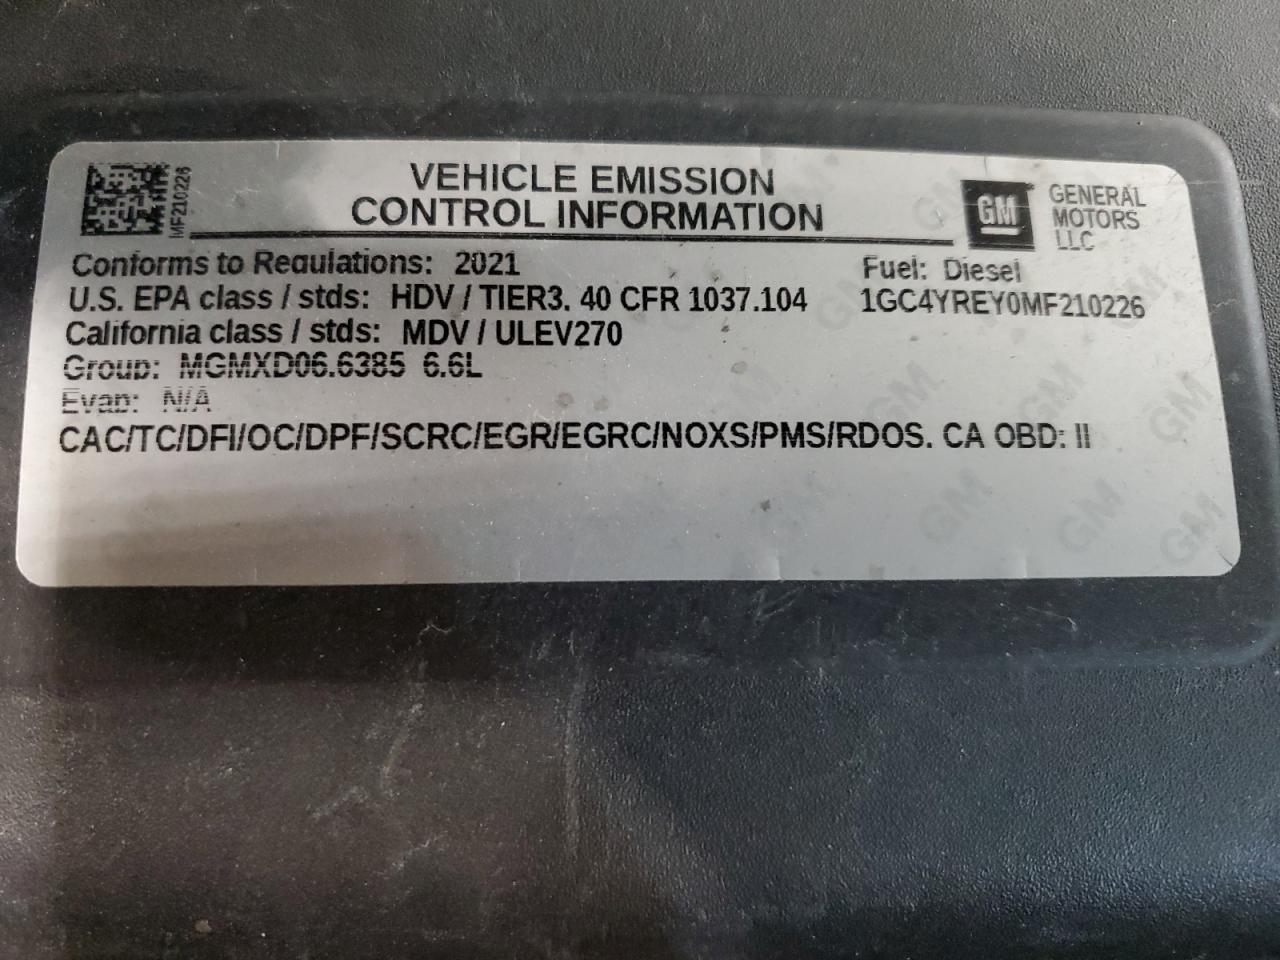 MF210226
VEHICLE EMISSION
CONTROL INFORMATION
GM
GENERAL
MOTORS
LLC
Conforms to Regulations: 2021
Fuel: Diesel
U.S. EPA class / stds: HDV / TIER3. 40 CFR 1037.104
1GC4YREY0MF210226
California class / stds: MDV / ULEV270
Group: MGMXD06.6385 6.6L
Evap: N/A
CAC/TC/DFI/OC/DPF/SCRC/EGR/EGRC/NOXS/PMS/RDOS. CA OBD: II